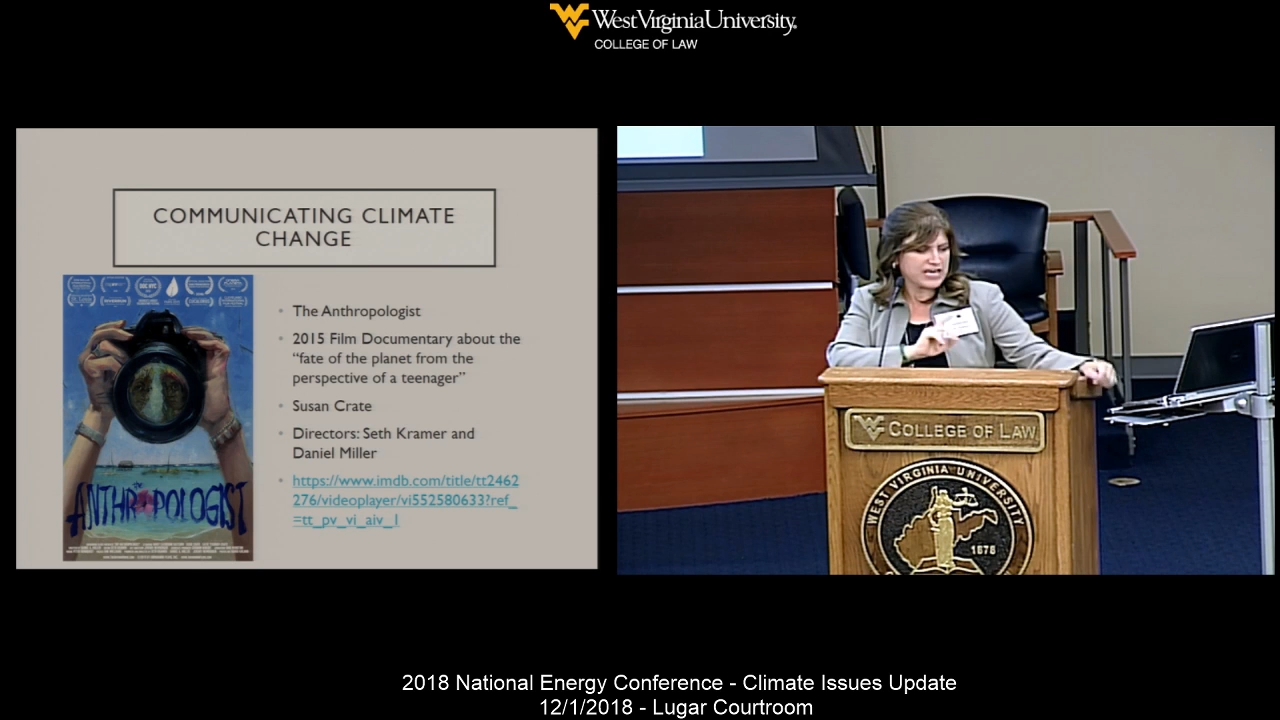 West Virginia University.
COLLEGE OF LAW
COMMUNICATING CLIMATE
CHANGE
The Anthropologist
2015 Film Documentary about the
“fate of the planet from the
perspective of a teenager”
Susan Crate
Directors: Seth Kramer and
Daniel Miller
https://www.imdb.com/title/tt2462
276/videoplayer/vi552580633?ref_
=tt_pv_vi_aiv_1
THE
ANTHROPOLOGIST
COLLEGE OF LAW
WEST VIRGINIA UNIVERSITY
1878
2018 National Energy Conference - Climate Issues Update
12/1/2018 - Lugar Courtroom